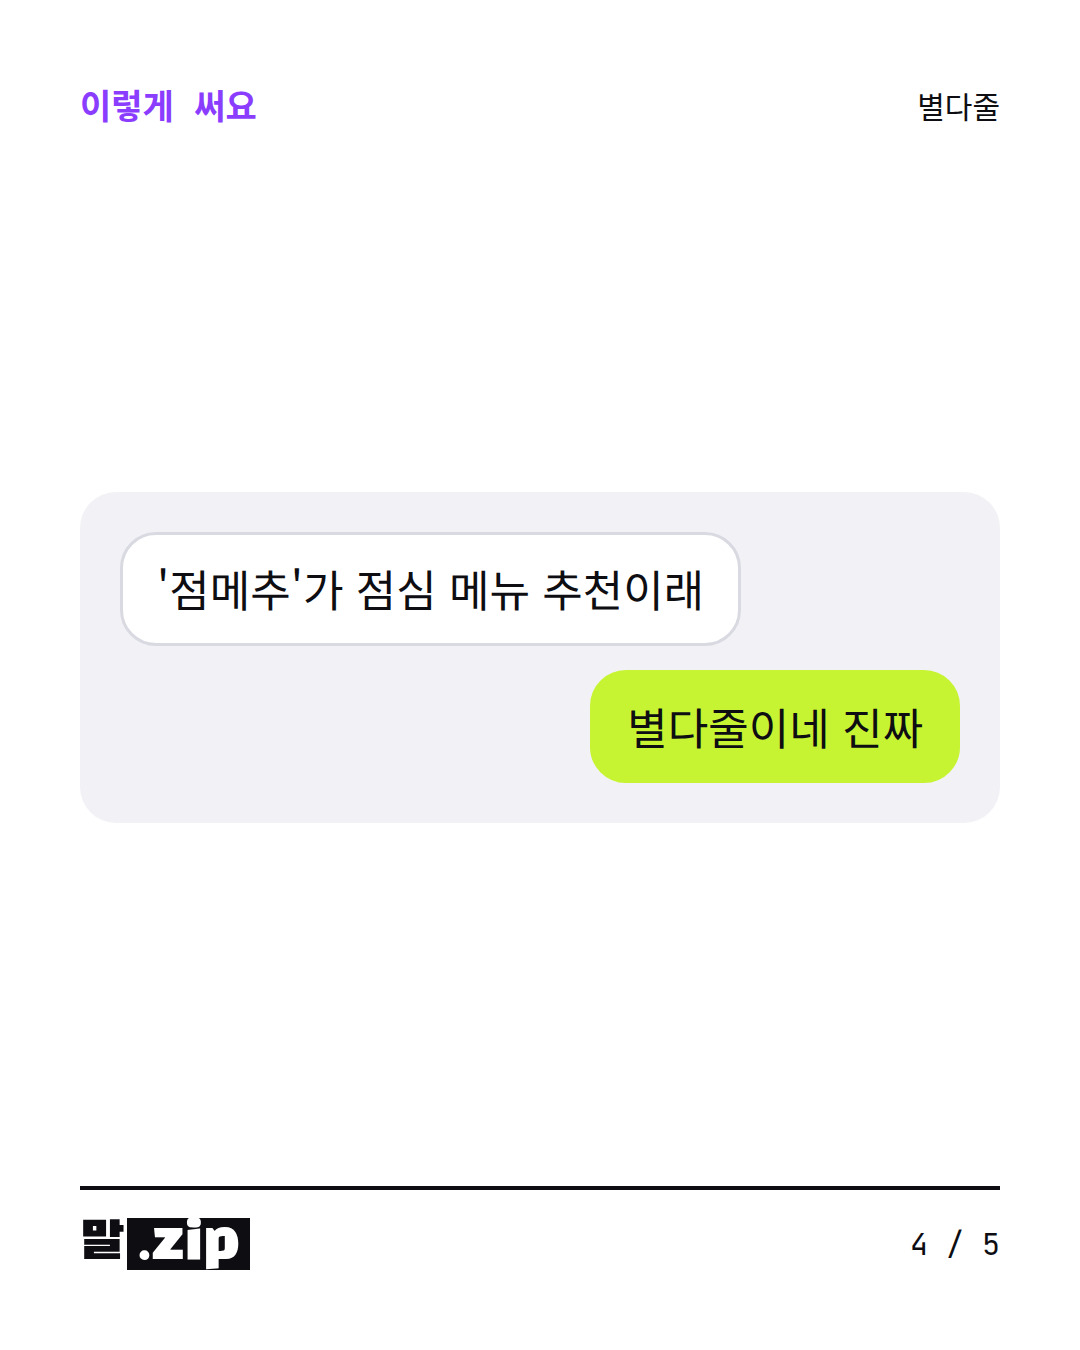 이렇게 써요
별다줄
'점메추'가 점심 메뉴 추천이래
별다줄이네 진짜
말.zip
4 / 5